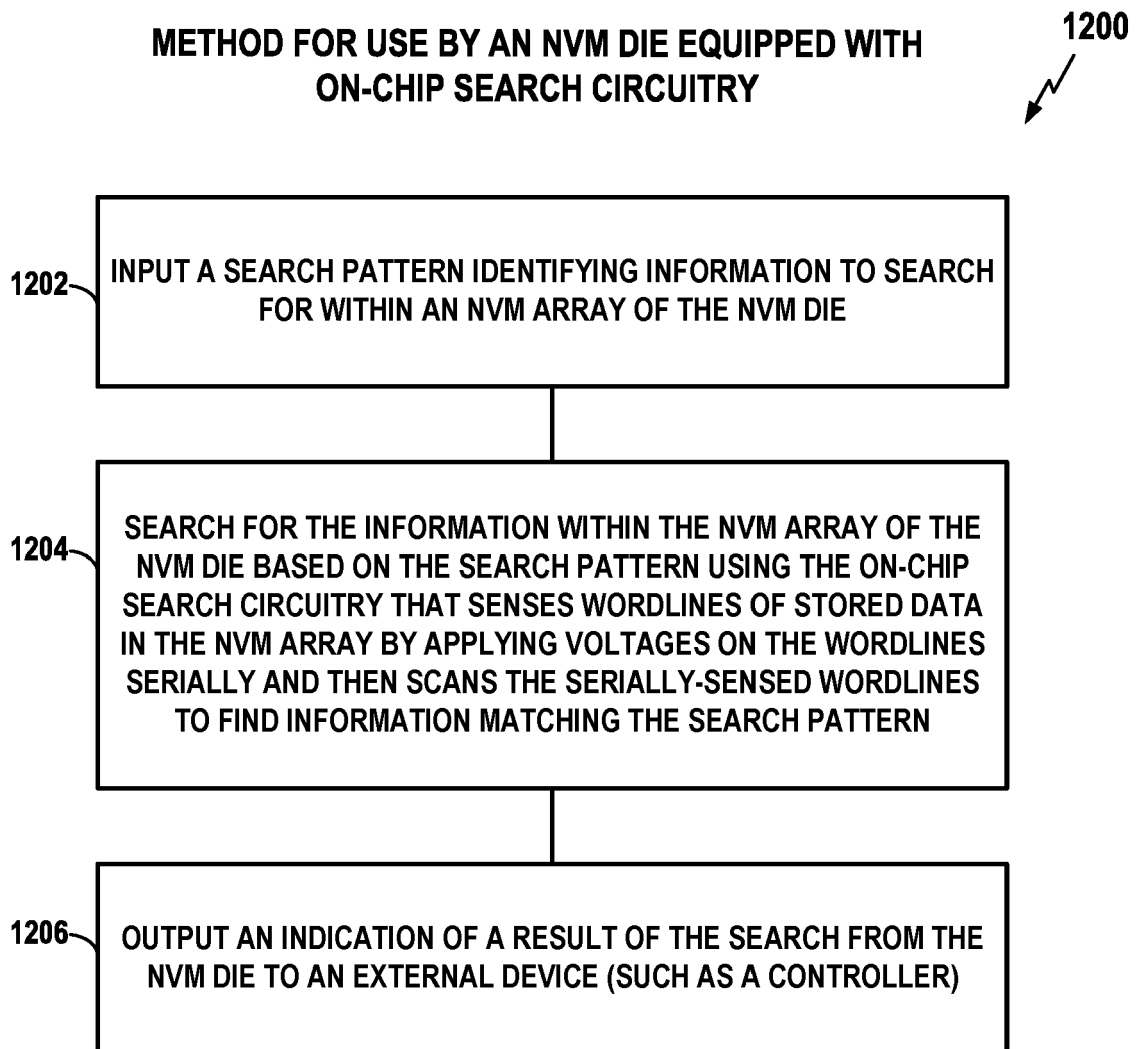 METHOD FOR USE BY AN NVM DIE EQUIPPED WITH
ON-CHIP SEARCH CIRCUITRY
1200
1202
INPUT A SEARCH PATTERN IDENTIFYING INFORMATION TO SEARCH
FOR WITHIN AN NVM ARRAY OF THE NVM DIE
1204
SEARCH FOR THE INFORMATION WITHIN THE NVM ARRAY OF THE
NVM DIE BASED ON THE SEARCH PATTERN USING THE ON-CHIP
SEARCH CIRCUITRY THAT SENSES WORDLINES OF STORED DATA
IN THE NVM ARRAY BY APPLYING VOLTAGES ON THE WORDLINES
SERIALLY AND THEN SCANS THE SERIALLY-SENSED WORDLINES
TO FIND INFORMATION MATCHING THE SEARCH PATTERN
1206
OUTPUT AN INDICATION OF A RESULT OF THE SEARCH FROM THE
NVM DIE TO AN EXTERNAL DEVICE (SUCH AS A CONTROLLER)